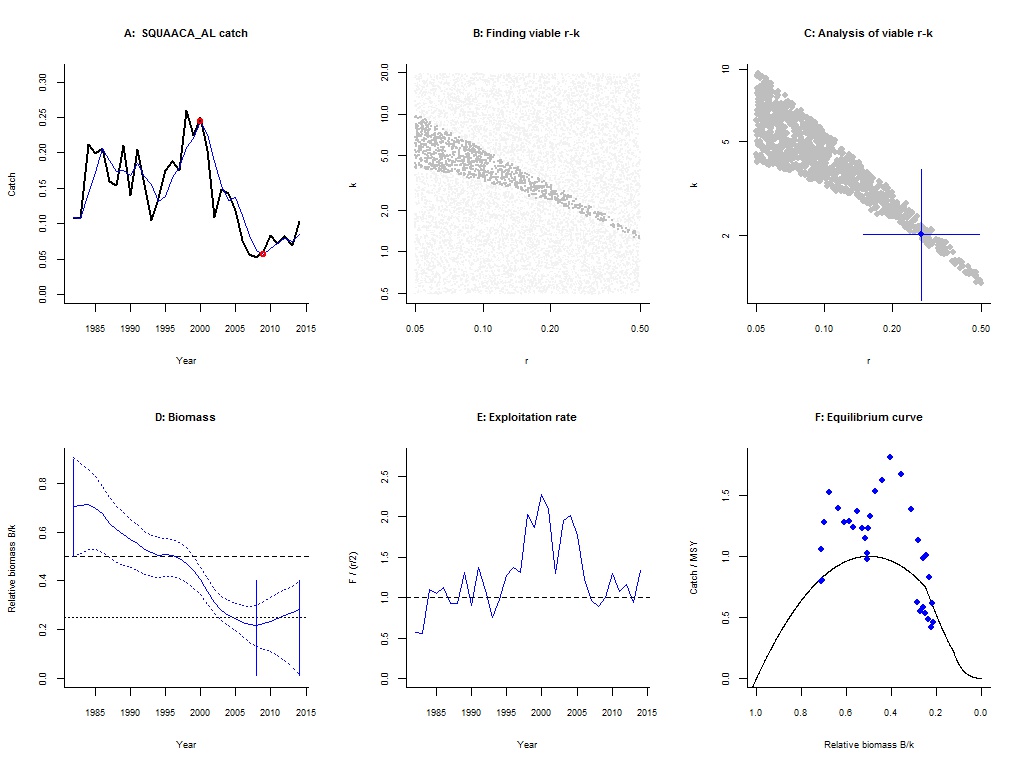 A:  SQUAACA_AL catch
Catch
0.00 0.05 0.10 0.15 0.20 0.25 0.30
1985 1990 1995 2000 2005 2010 2015
Year
B: Finding viable r-k
k
0.5 1.0 2.0 5.0 10.0 20.0
0.05 0.10 0.20 0.50
r
C: Analysis of viable r-k
k
2 5 10
0.05 0.10 0.20 0.50
r
D: Biomass
Relative biomass B/k
0.0 0.2 0.4 0.6 0.8
1985 1990 1995 2000 2005 2010 2015
Year
E: Exploitation rate
F / (r/2)
0.0 0.5 1.0 1.5 2.0 2.5
1985 1990 1995 2000 2005 2010 2015
Year
F: Equilibrium curve
Catch / MSY
0.0 0.5 1.0 1.5
1.0 0.8 0.6 0.4 0.2 0.0
Relative biomass B/k